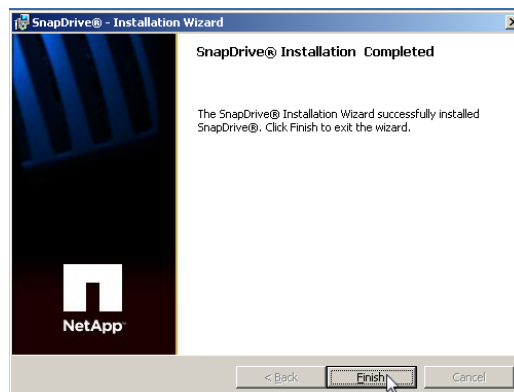 SnapDrive® - Installation Wizard
SnapDrive® Installation Completed
The SnapDrive® Installation Wizard successfully installed
SnapDrive®. Click Finish to exit the wizard.
NetApp
< Back
Finish
Cancel